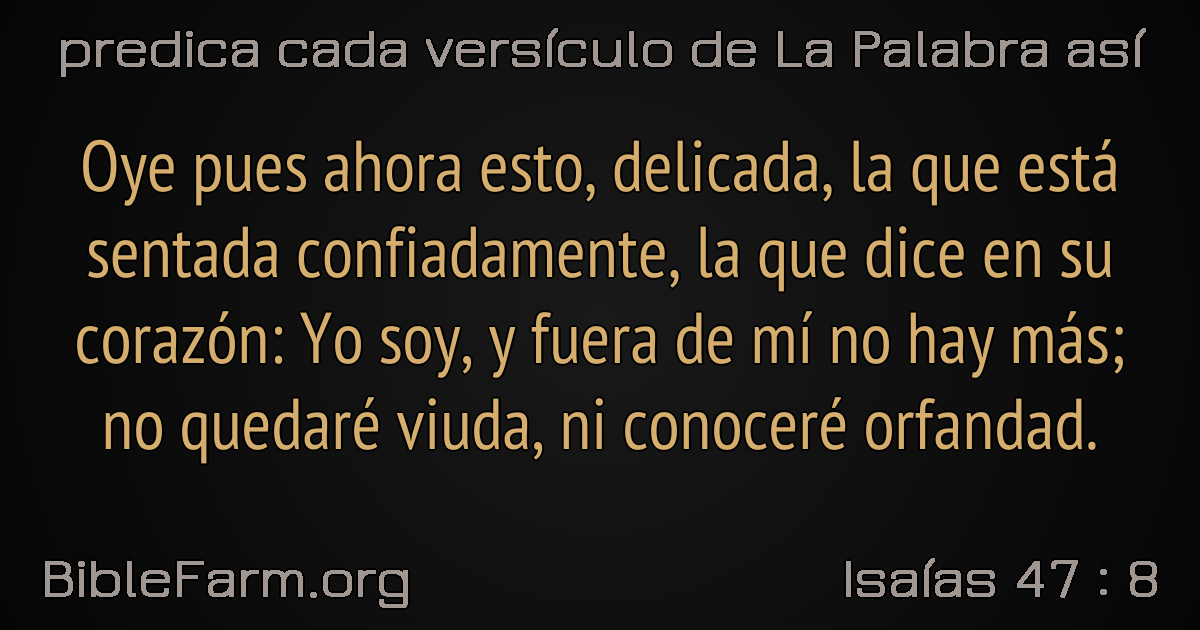 predica cada versículo de La Palabra así
Oye pues ahora esto, delicada, la que está
sentada confiadamente, la que dice en su
corazón: Yo soy, y fuera de mí no hay más;
no quedaré viuda, ni conoceré orfandad.
BibleFarm.org
Isaías 47 : 8